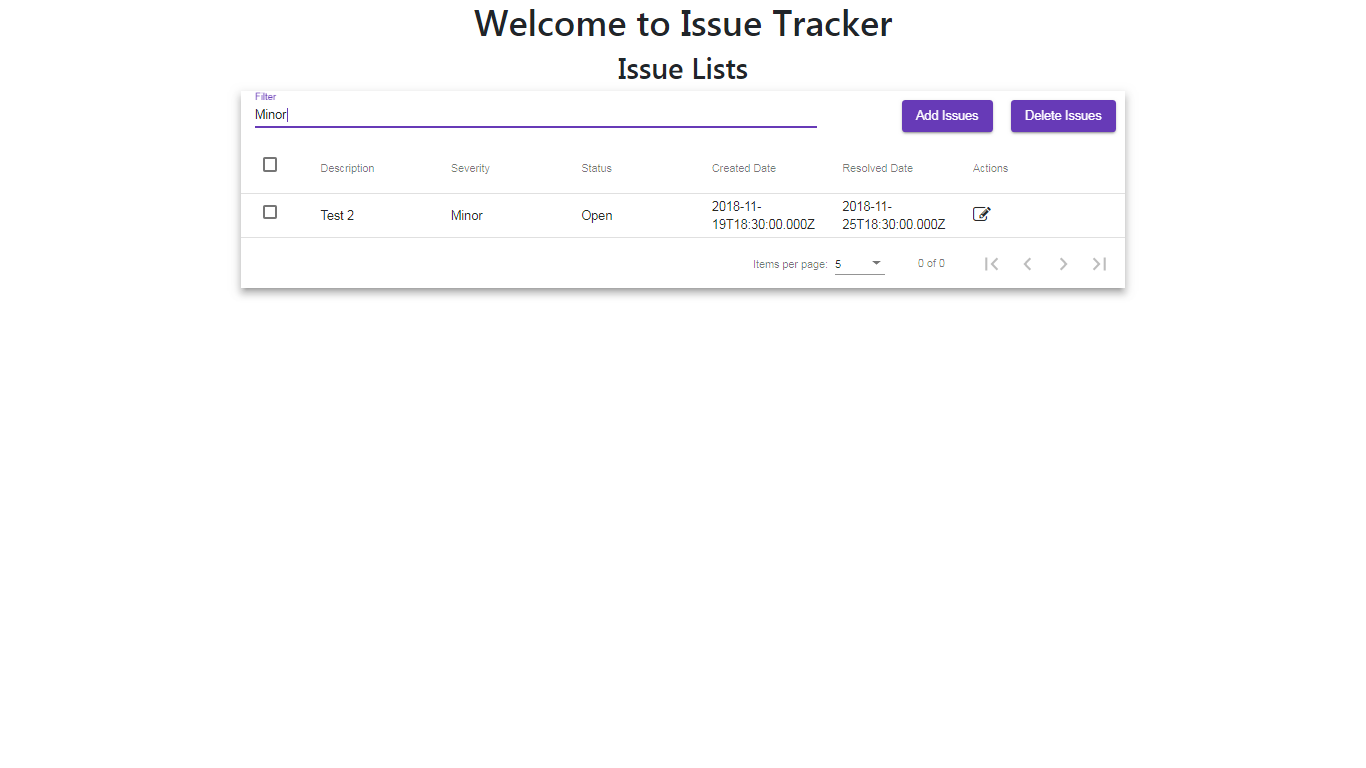 Welcome to Issue Tracker
Issue Lists
Filter
Minor
Add Issues
Delete Issues
Description Severity Status Created Date Resolved Date Actions
Test 2 Minor Open 2018-11-19T18:30:00.000Z 2018-11-25T18:30:00.000Z
Items per page: 5 0 of 0